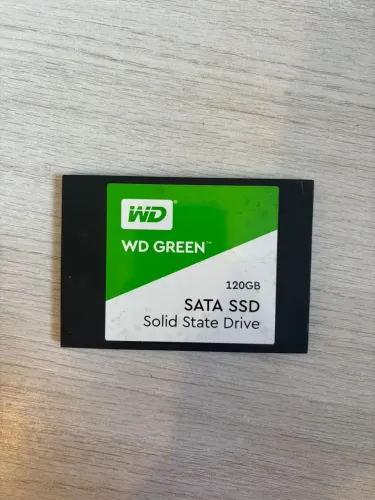 WD®
WD GREEN™
120GB
SATA SSD
Solid State Drive